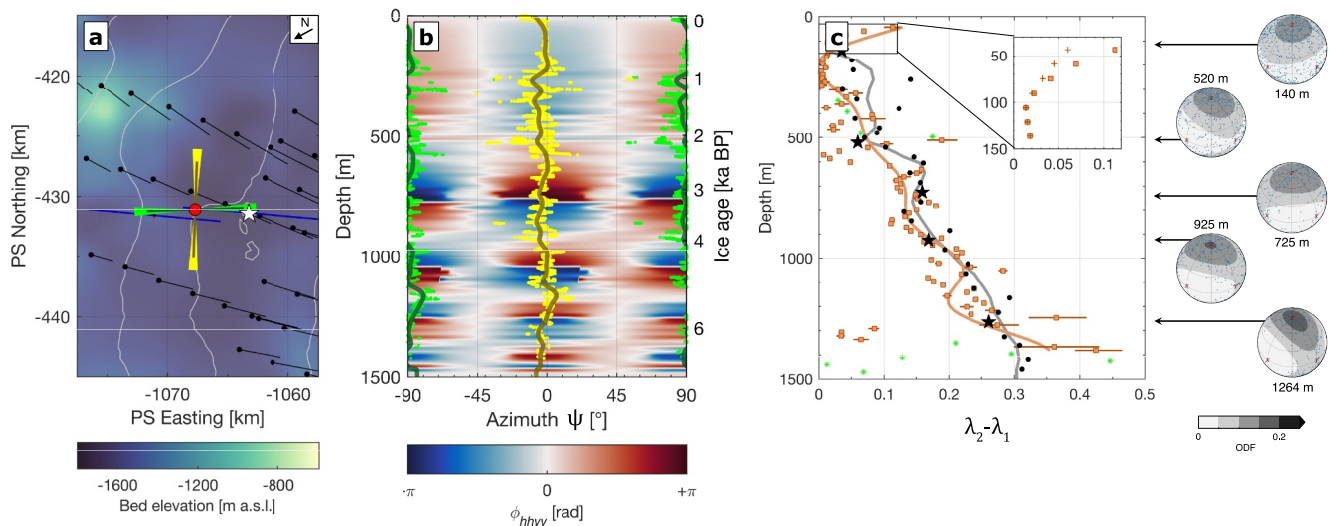 a
N
-420
-430
-440
PS Northing [km]
-1070
-1060
PS Easting [km]
-1600
-1200
-800
Bed elevation [m a.s.l.]
b
0
500
1000
1500
Depth [m]
-90
-45
0
45
90
Azimuth Ψ [°]
0
1
2
3
4
5
6
Ice age [ka BP]
-π
0
+π
ϕhhvv [rad]
c
0
500
1000
1500
Depth [m]
0
0.1
0.2
0.3
0.4
0.5
λ2-λ1
50
100
150
0
0.05
0.1
140 m
520 m
725 m
925 m
1264 m
0
0.2
ODF